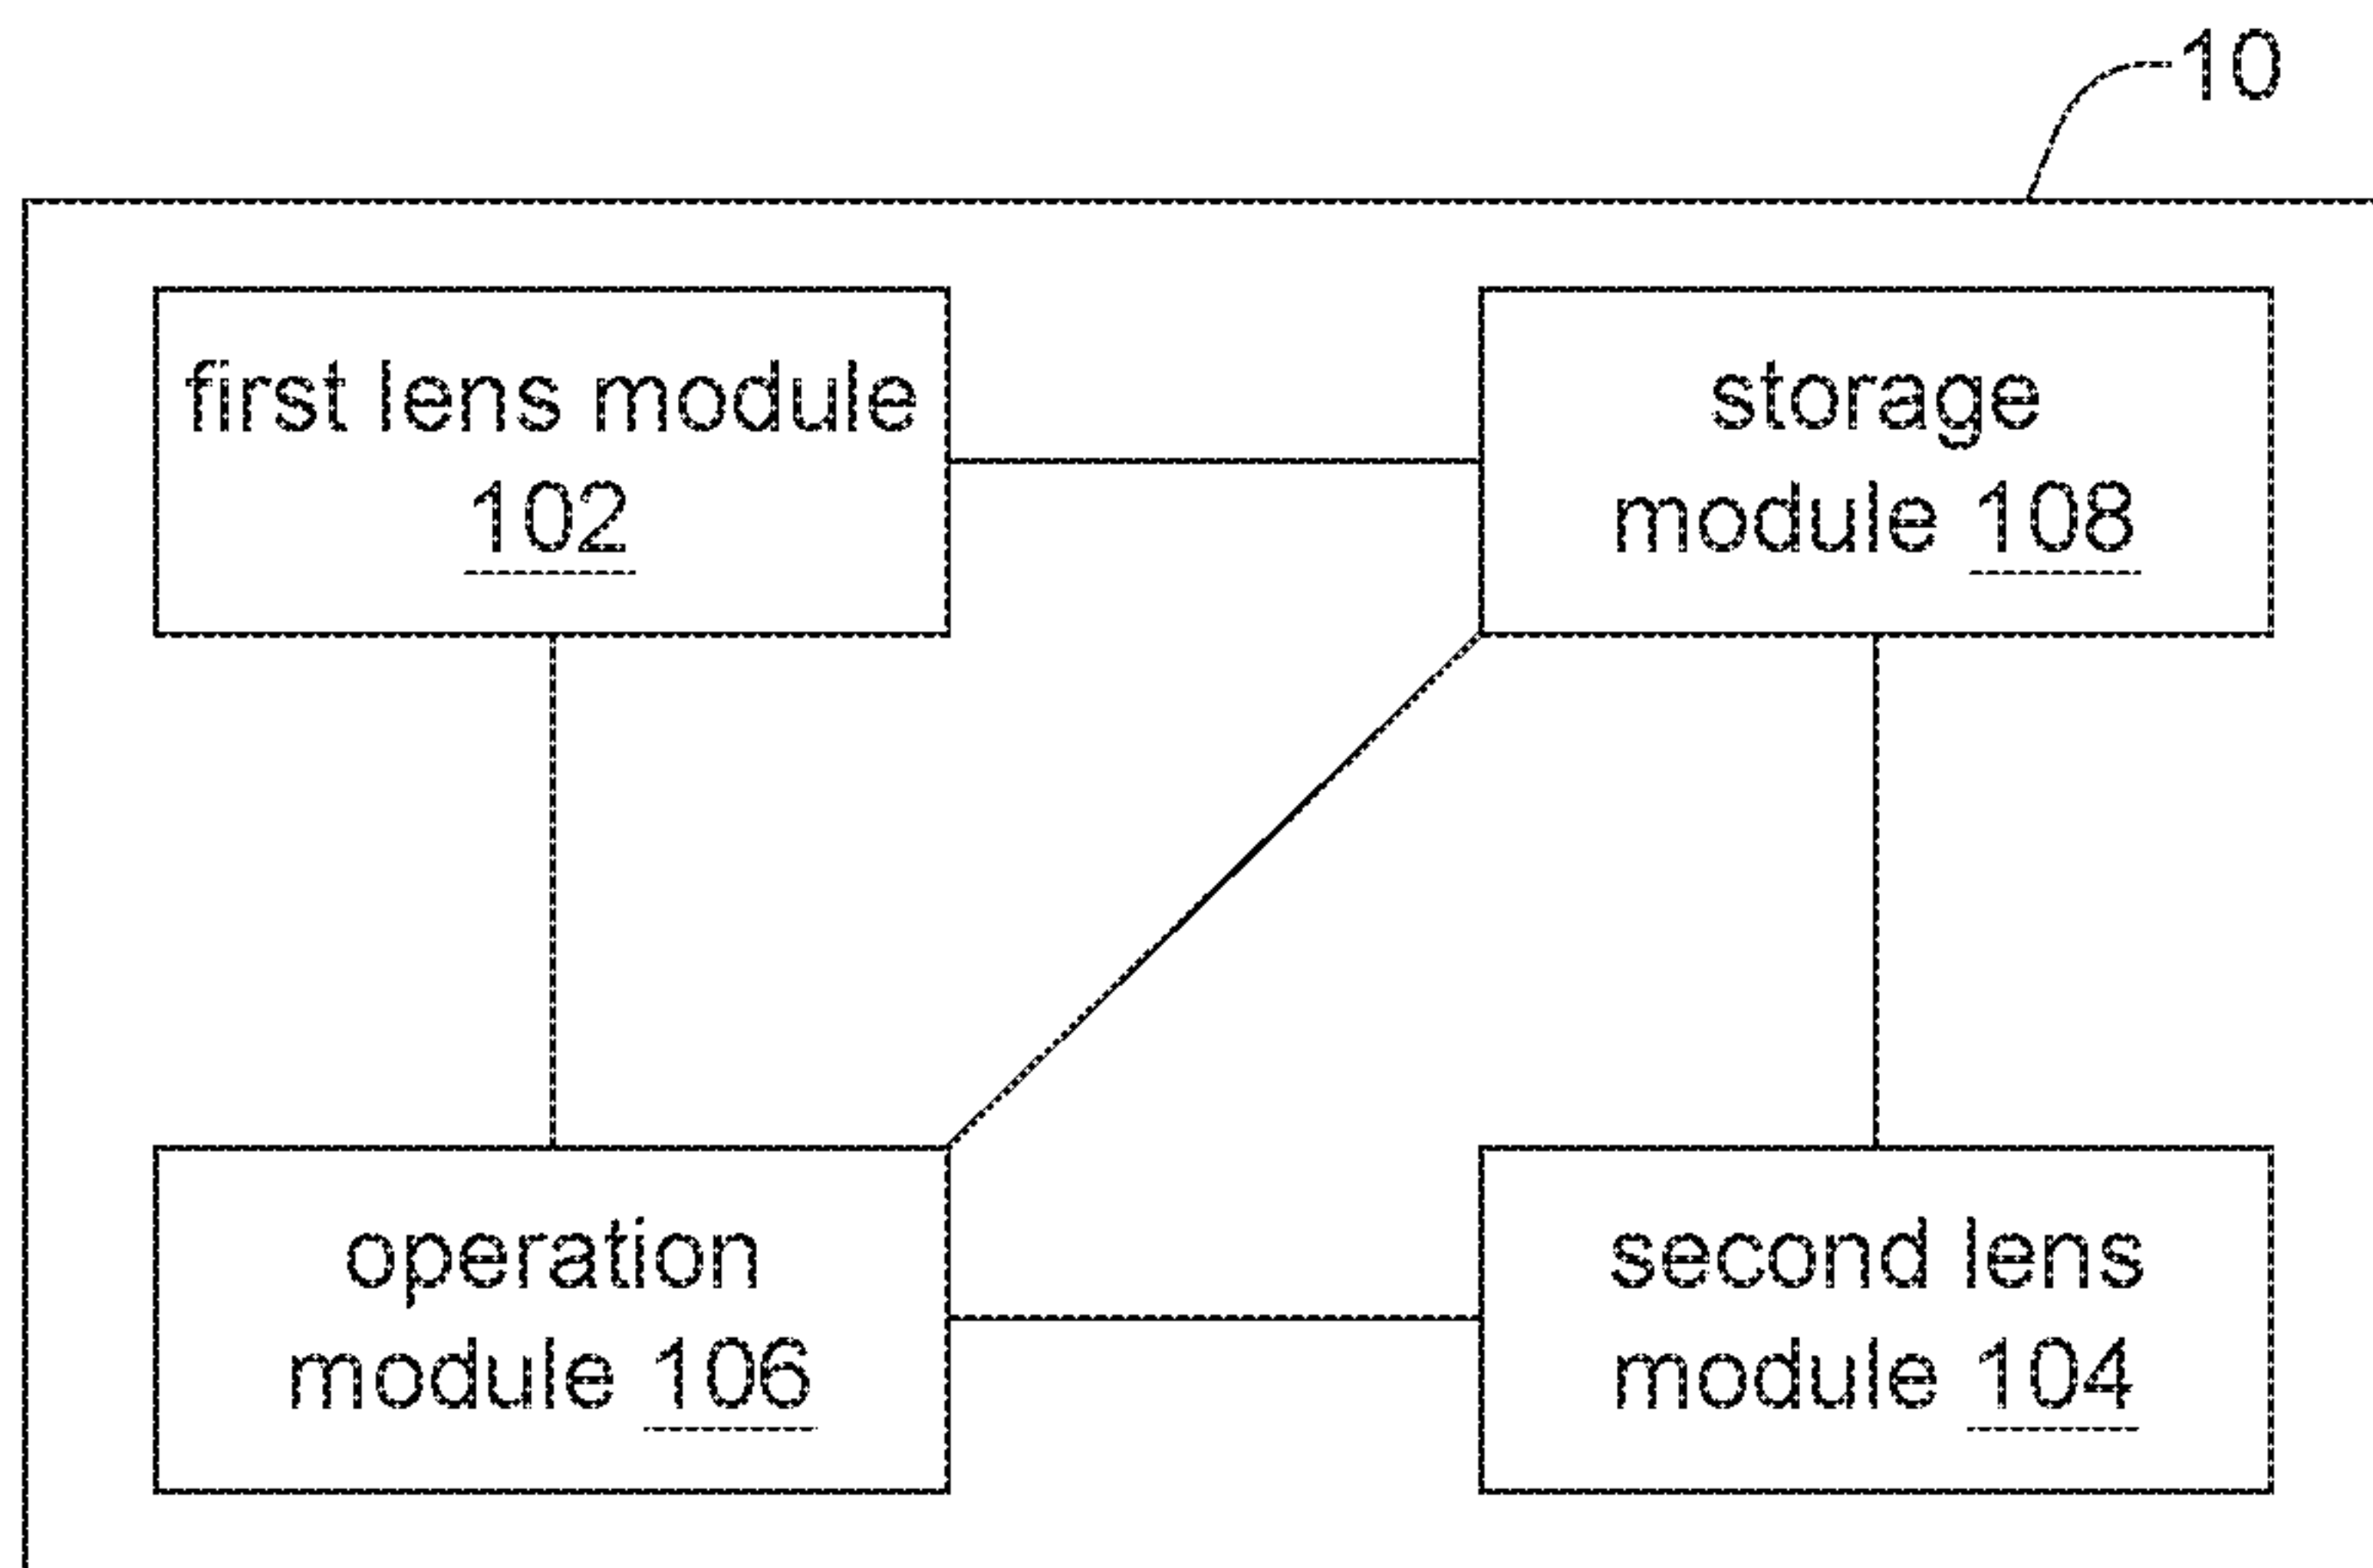 10
first lens module
102
storage
module 108
operation
module 106
second lens
module 104